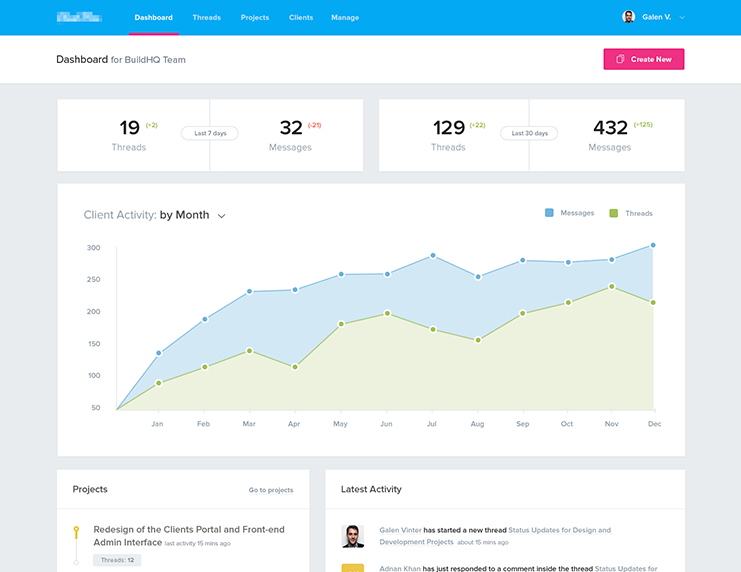 Dashboard Threads Projects Clients Manage Galen V.
Dashboard for BuildHQ Team
Create New
19 (+2)
Threads
Last 7 days
32 (-21)
Messages
129 (+22)
Threads
Last 30 days
432 (+125)
Messages
Client Activity: by Month
Messages Threads
300
250
200
150
100
50
Jan Feb Mar Apr May Jun Jul Aug Sep Oct Nov Dec
Projects
Go to projects
Redesign of the Clients Portal and Front-end
Admin Interface last activity 15 mins ago
Threads: 12
Latest Activity
Galen Vinter has started a new thread Status Updates for Design and
Development Projects about 15 mins ago
Adnan Khan has just responded to a comment inside the thread Status Updates for